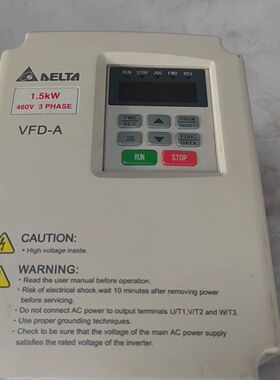 RUN STOP JOG FWD REV
DELTA
1.5kW
460V 3 PHASE
VFD-A
FWD
REV
PRGM
RESET
JOG
FUNC
DATA
RUN
STOP
CAUTION:
• High voltage inside.
WARNING:
• Read the user manual before operation.
• Risk of electrical shock.wait 10 minutes after removing power
before servicing.
• Do not connect AC power to output terminals U/T1,V/T2 and W/T3.
• Use proper grounding techniques.
• Check to be sure that the voltage of the main AC power supply
satisfies the rated voltage of the inverter.